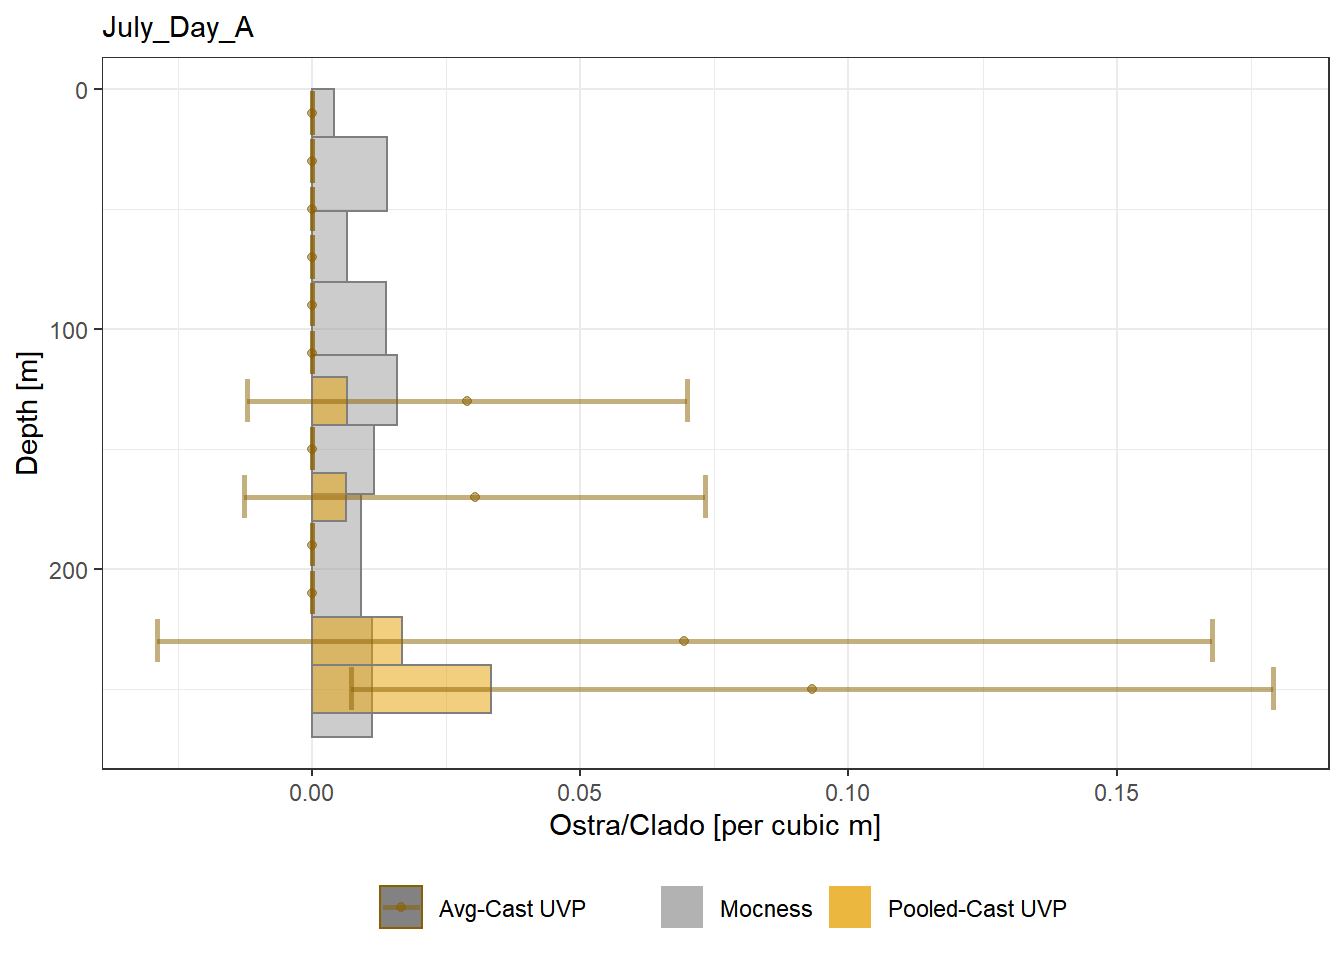 July_Day_A
0
100
200
Depth [m]
0.00 0.05 0.10 0.15
Ostra/Clado [per cubic m]
Avg-Cast UVP Mocness Pooled-Cast UVP